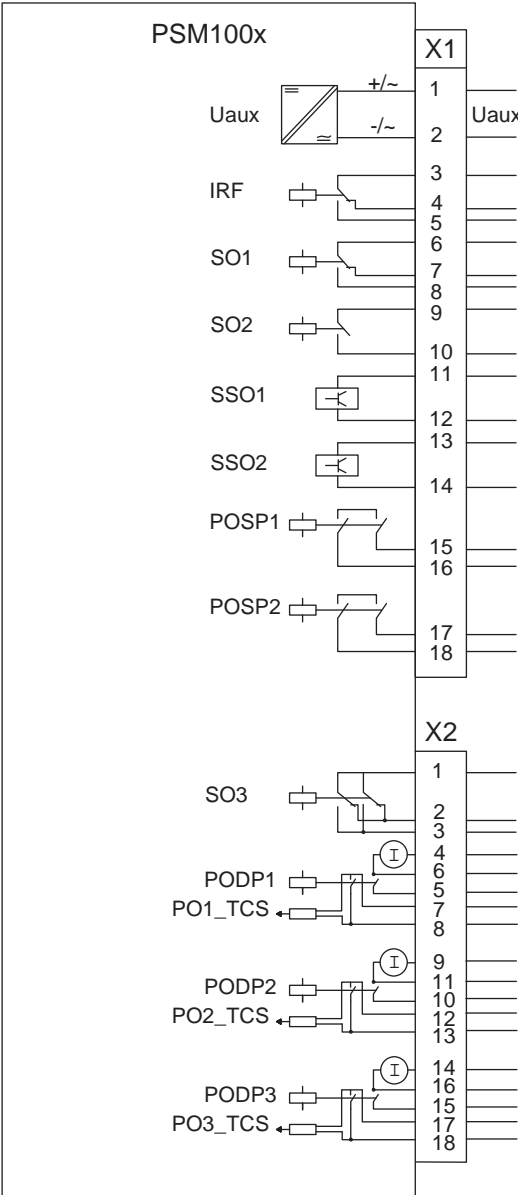 PSM100x
X1
+/~
1
Uaux
Uaux
-/~
2
3
IRF
4
5
6
SO1
7
8
9
SO2
10
11
SSO1
12
13
SSO2
14
POSP1
15
16
POSP2
17
18
X2
1
SO3
2
3
I
4
6
PODP1
5
PO1_TCS
7
8
I
9
11
PODP2
10
PO2_TCS
12
13
I
14
16
PODP3
15
PO3_TCS
17
18